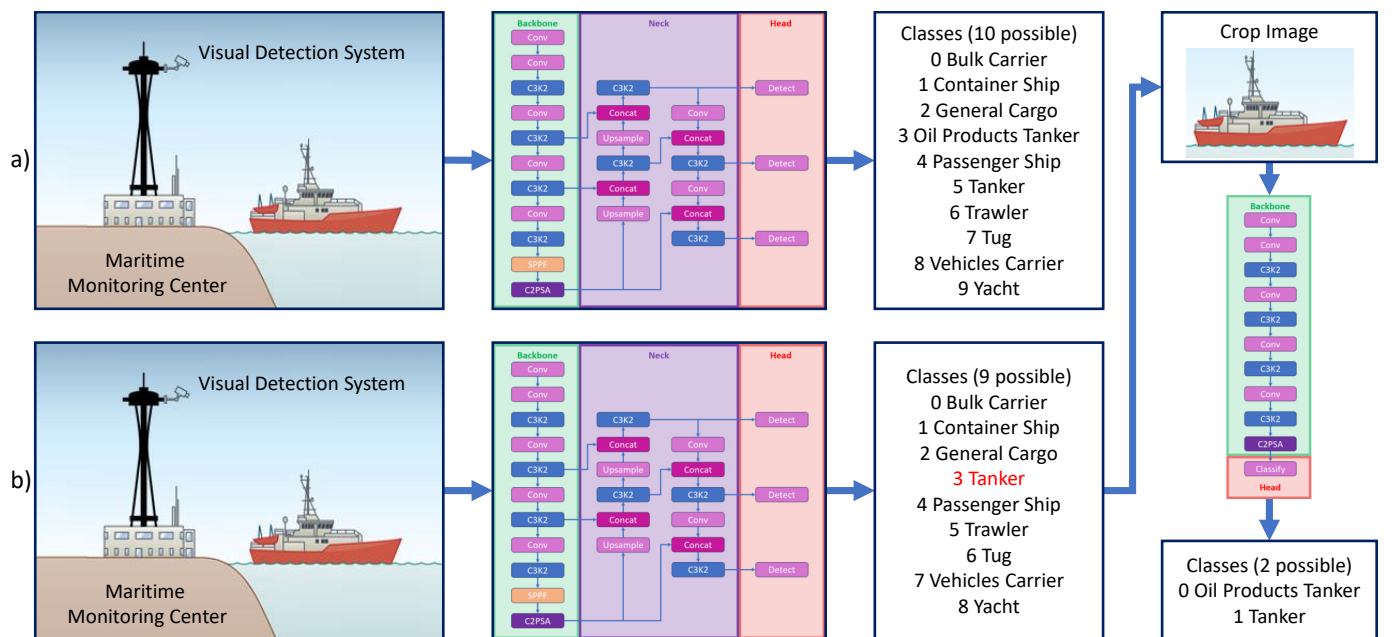 a)
Visual Detection System
Maritime
Monitoring Center
Backbone
Conv
Conv
C3K2
Conv
C3K2
Conv
C3K2
Conv
C3K2
SPPF
C2PSA
Neck
C3K2
Concat
Upsample
C3K2
Concat
Upsample
Conv
Concat
C3K2
Conv
Concat
C3K2
Head
Detect
Detect
Detect
Classes (10 possible)
0 Bulk Carrier
1 Container Ship
2 General Cargo
3 Oil Products Tanker
4 Passenger Ship
5 Tanker
6 Trawler
7 Tug
8 Vehicles Carrier
9 Yacht
b)
Visual Detection System
Maritime
Monitoring Center
Backbone
Conv
Conv
C3K2
Conv
C3K2
Conv
C3K2
Conv
C3K2
SPPF
C2PSA
Neck
C3K2
Concat
Upsample
C3K2
Concat
Upsample
Conv
Concat
C3K2
Conv
Concat
C3K2
Head
Detect
Detect
Detect
Classes (9 possible)
0 Bulk Carrier
1 Container Ship
2 General Cargo
3 Tanker
4 Passenger Ship
5 Trawler
6 Tug
7 Vehicles Carrier
8 Yacht
Crop Image
Backbone
Conv
Conv
C3K2
Conv
C3K2
Conv
C3K2
Conv
C3K2
C2PSA
Classify
Head
Classes (2 possible)
0 Oil Products Tanker
1 Tanker